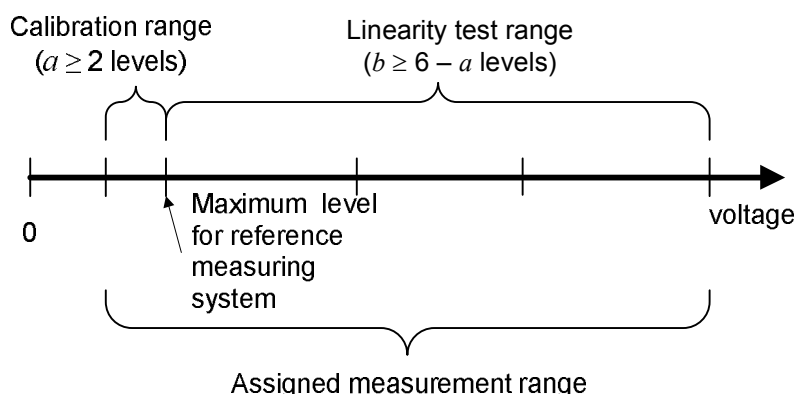 Calibration range
(a ≥ 2 levels)
Linearity test range
(b ≥ 6 – a levels)
0
Maximum level
for reference
measuring
system
voltage
Assigned measurement range